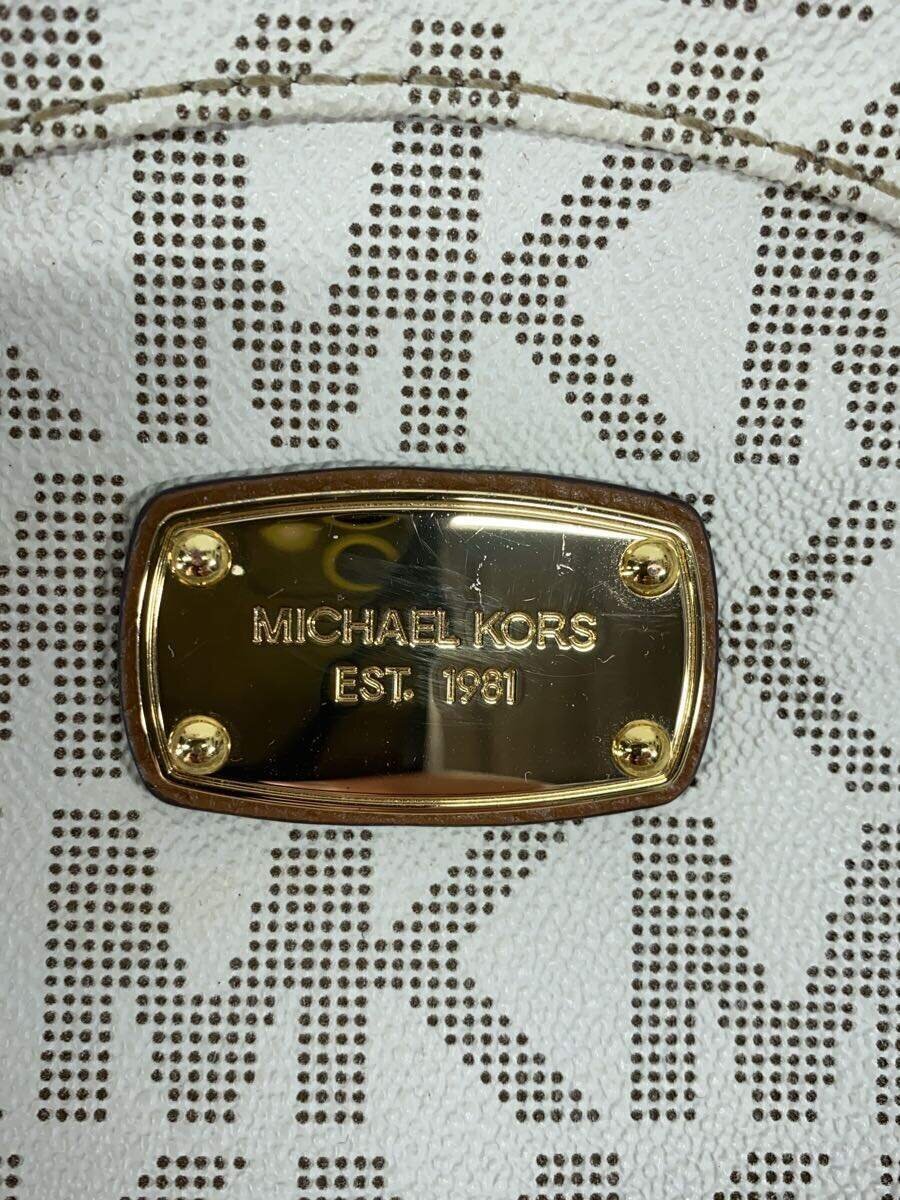 MICHAEL KORS
EST. 1981